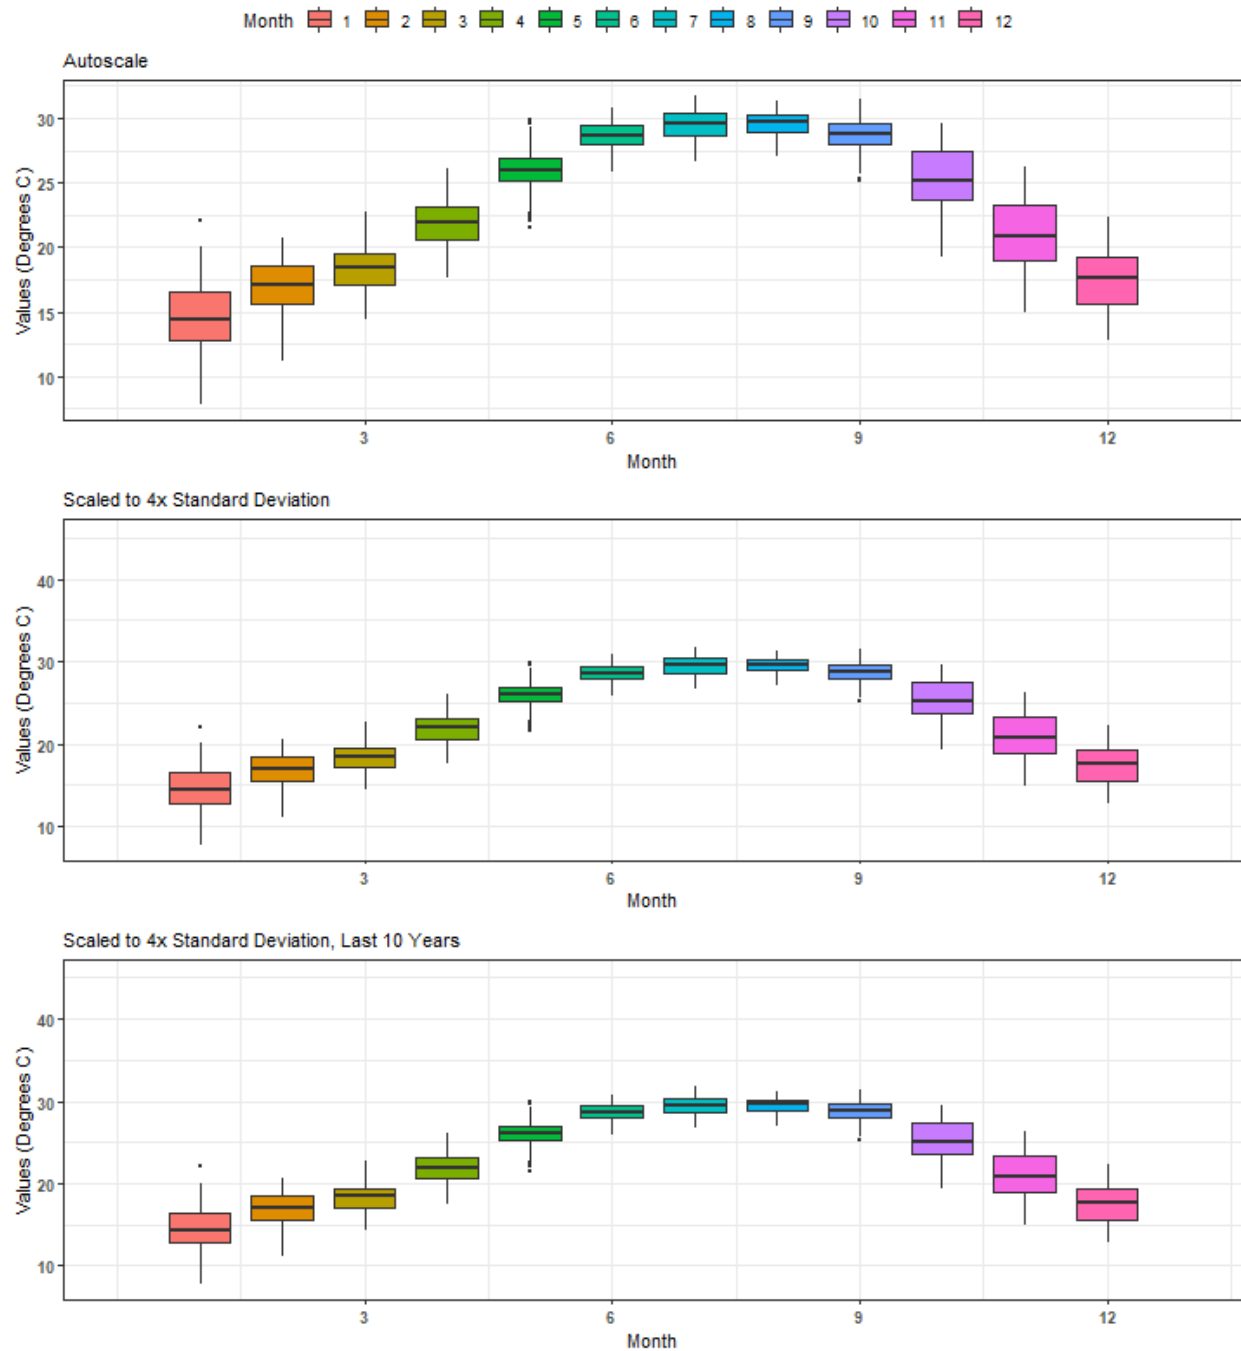 Month 1 2 3 4 5 6 7 8 9 10 11 12
Autoscale
Values (Degrees C)
30
25
20
15
10
3 6 9 12
Month
Scaled to 4x Standard Deviation
Values (Degrees C)
40
30
20
10
3 6 9 12
Month
Scaled to 4x Standard Deviation, Last 10 Years
Values (Degrees C)
40
30
20
10
3 6 9 12
Month